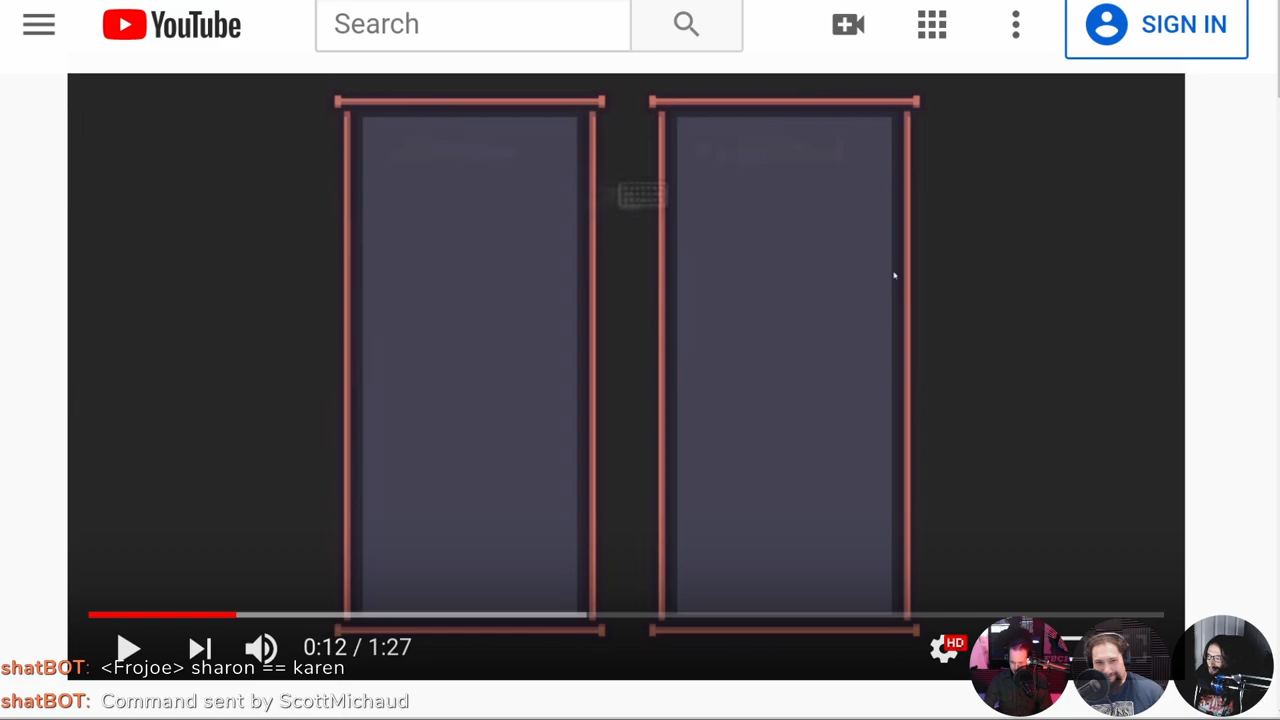 YouTube
Search
SIGN IN
0:12 / 1:27
HD
shatBOT: <Frojoe> sharon == karen
shatBOT: Command sent by ScottMichaud